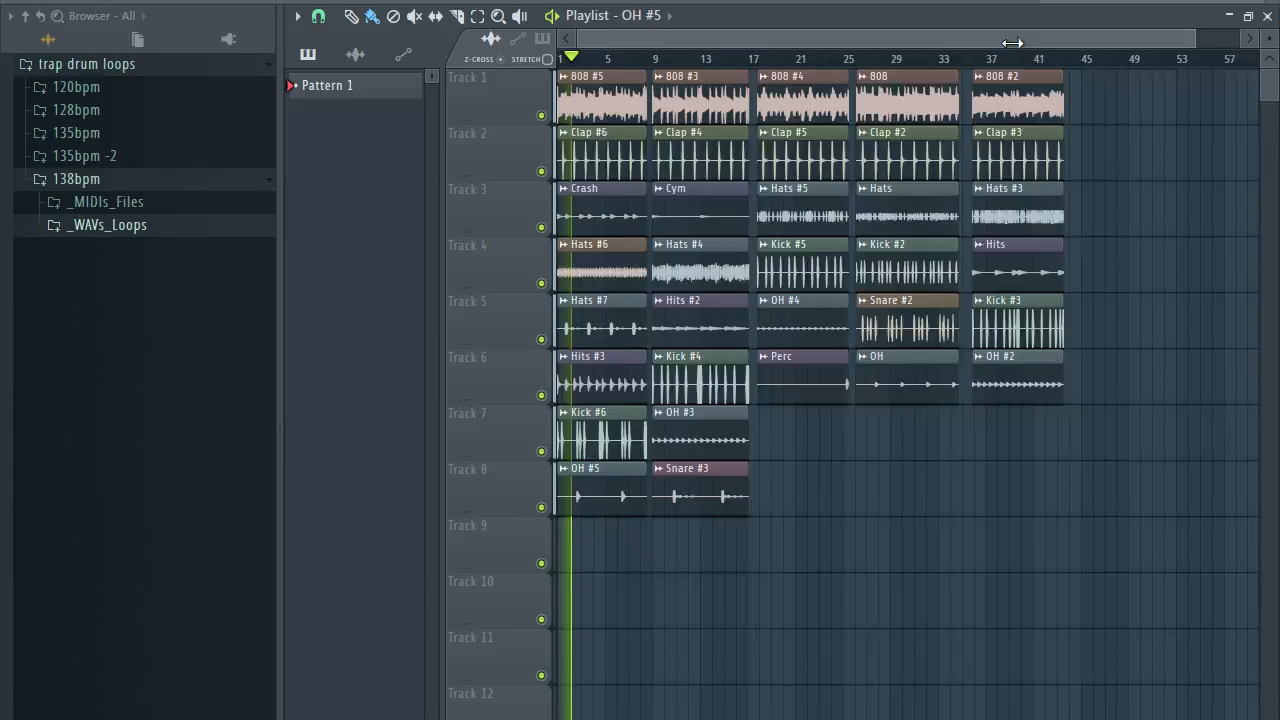 Browser - All
Playlist - OH #5
Z-CROSS STRETCH
1 5 9 13 17 21 25 29 33 37 41 45 49 53 57
trap drum loops
120bpm
128bpm
135bpm
135bpm -2
138bpm
_MIDIs_Files
_WAVs_Loops
Pattern 1
Track 1
808 #5 808 #3 808 #4 808 808 #2
Track 2
Clap #6 Clap #4 Clap #5 Clap #2 Clap #3
Track 3
Crash Cym Hats #5 Hats Hats #3
Track 4
Hats #6 Hats #4 Kick #5 Kick #2 Hits
Track 5
Hats #7 Hits #2 OH #4 Snare #2 Kick #3
Track 6
Hits #3 Kick #4 Perc OH OH #2
Track 7
Kick #6 OH #3
Track 8
OH #5 Snare #3
Track 9
Track 10
Track 11
Track 12